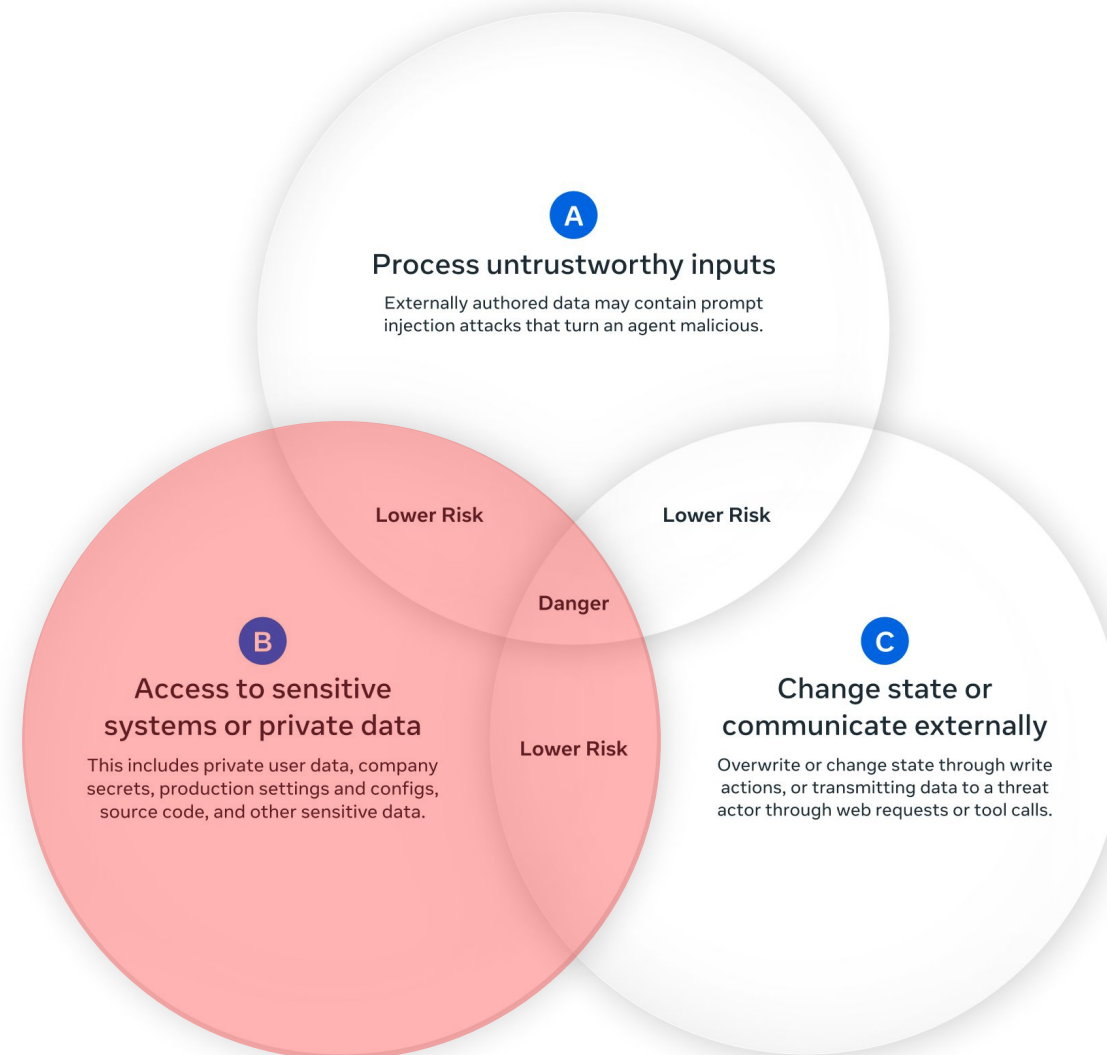 A
Process untrustworthy inputs
Externally authored data may contain prompt
injection attacks that turn an agent malicious.
Lower Risk
Lower Risk
Danger
B
Access to sensitive
systems or private data
This includes private user data, company
secrets, production settings and configs,
source code, and other sensitive data.
Lower Risk
C
Change state or
communicate externally
Overwrite or change state through write
actions, or transmitting data to a threat
actor through web requests or tool calls.